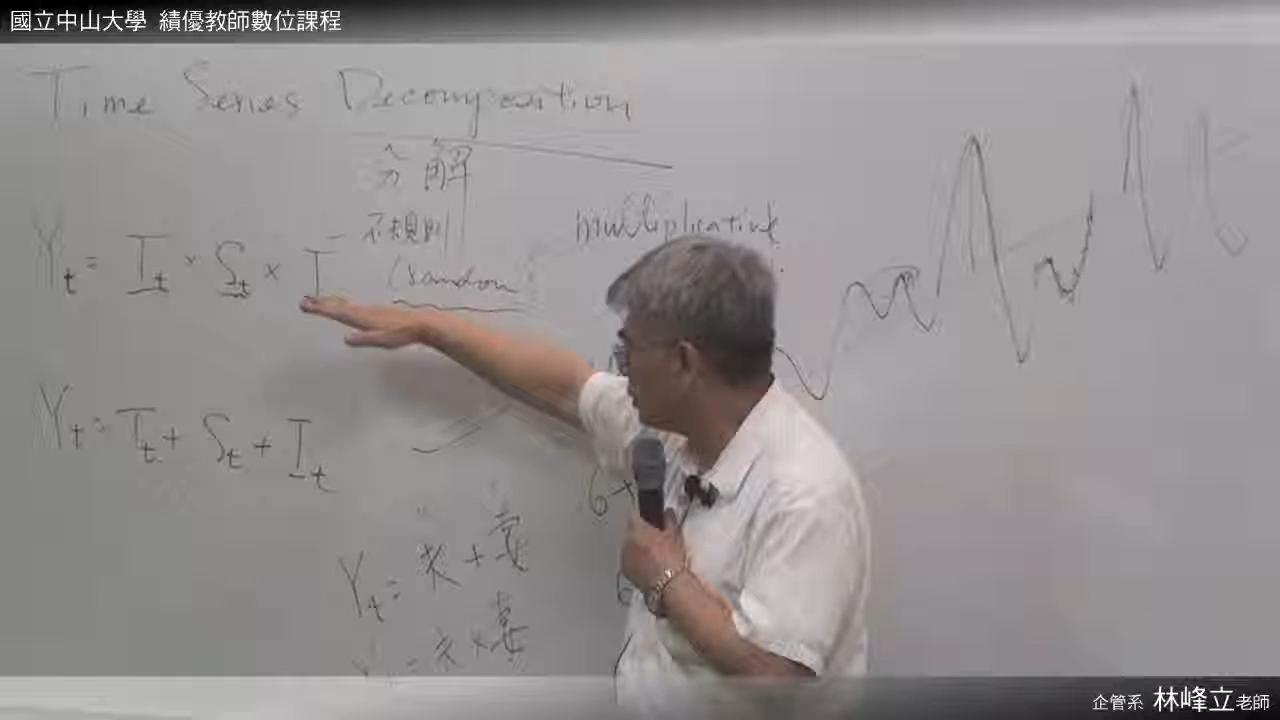 國立中山大學 績優教師數位課程
Time Series Decomposition
分解
不規則
multiplicative
Yt = Tt × St × I
(random
Yt = Tt + St + It
6+
Yt =
企管系 林峰立老師